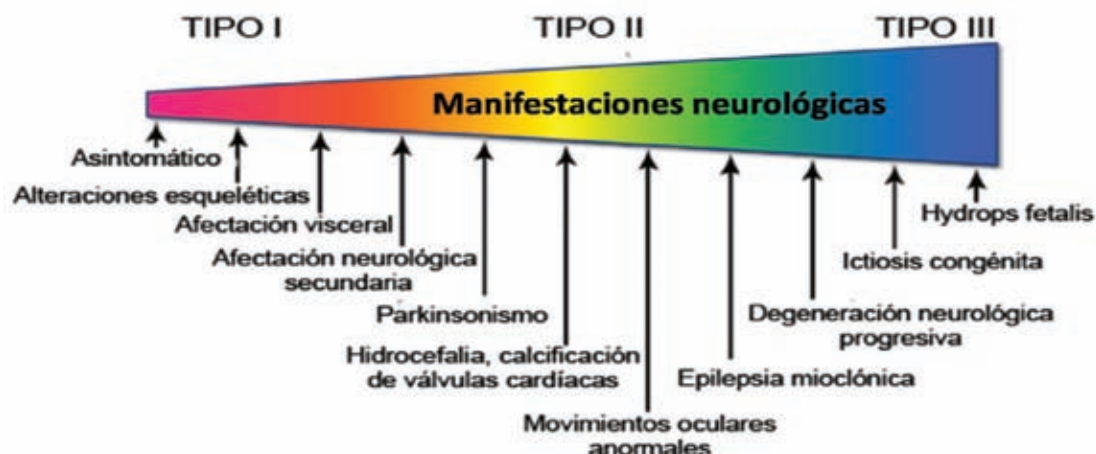 TIPO I TIPO II TIPO III
Manifestaciones neurológicas
Asintomático
Alteraciones esqueléticas
Afectación visceral
Afectación neurológica
secundaria
Parkinsonismo
Hidrocefalia, calcificación
de válvulas cardíacas
Movimientos oculares
anormales
Epilepsia mioclónica
Degeneración neurológica
progresiva
Ictiosis congénita
Hydrops fetalis